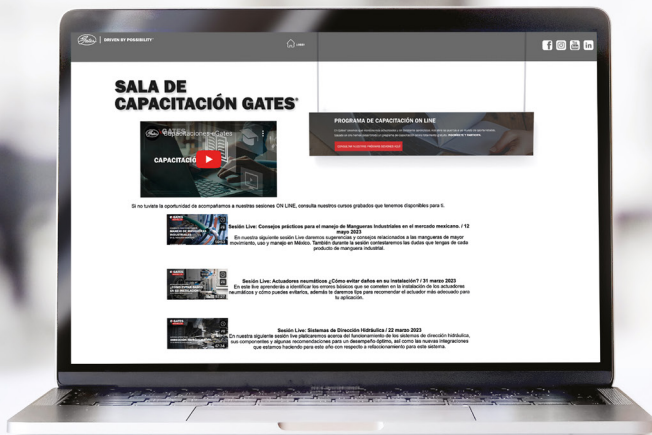 Gates
DRIVEN BY POSSIBILITY™
SALA DE
CAPACITACIÓN GATES®
Capacitaciones eGates
CAPACITACIÓ
PROGRAMA DE CAPACITACIÓN ON LINE
Si no tuviste la oportunidad de acompañarnos a nuestras sesiones ON LINE, consulta nuestros cursos grabados que tenemos disponibles para ti.
Sesión Live: Consejos prácticos para el manejo de Mangueras Industriales en el mercado mexicano. / 12
mayo 2023
En nuestra siguiente sesión Live daremos sugerencias y consejos relacionados a las mangueras de mayor
movimiento, uso y manejo en México. También durante la sesión contestaremos las dudas que tengas de cada
producto de manguera industrial.
Sesión Live: Actuadores neumáticos ¿Cómo evitar daños en su instalación? / 31 marzo 2023
En este live aprenderás a identificar los errores básicos que se cometen en la instalación de los actuadores
neumáticos y cómo puedes evitarlos, además te daremos tips para recomendar el actuador más adecuado para
tu aplicación.
Sesión Live: Sistemas de Dirección Hidráulica / 22 marzo 2023
En nuestra siguiente sesión live platicaremos acerca del funcionamiento de los sistemas de dirección hidráulica,
sus componentes y algunas recomendaciones para un desempeño óptimo, así como las nuevas integraciones
que estamos haciendo para este año con respecto a refaccionamiento para este sistema.